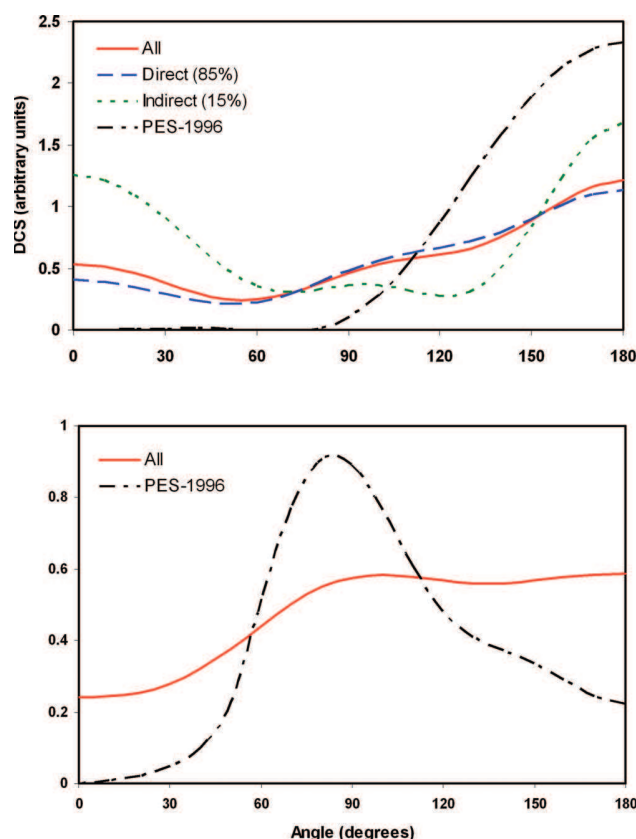 2.5
2
1.5
1
0.5
0
DCS (arbitrary units)
All
Direct (85%)
Indirect (15%)
PES-1996
0 30 60 90 120 150 180
1
0.8
0.6
0.4
0.2
0
All
PES-1996
0 30 60 90 120 150 180
Angle (degrees)